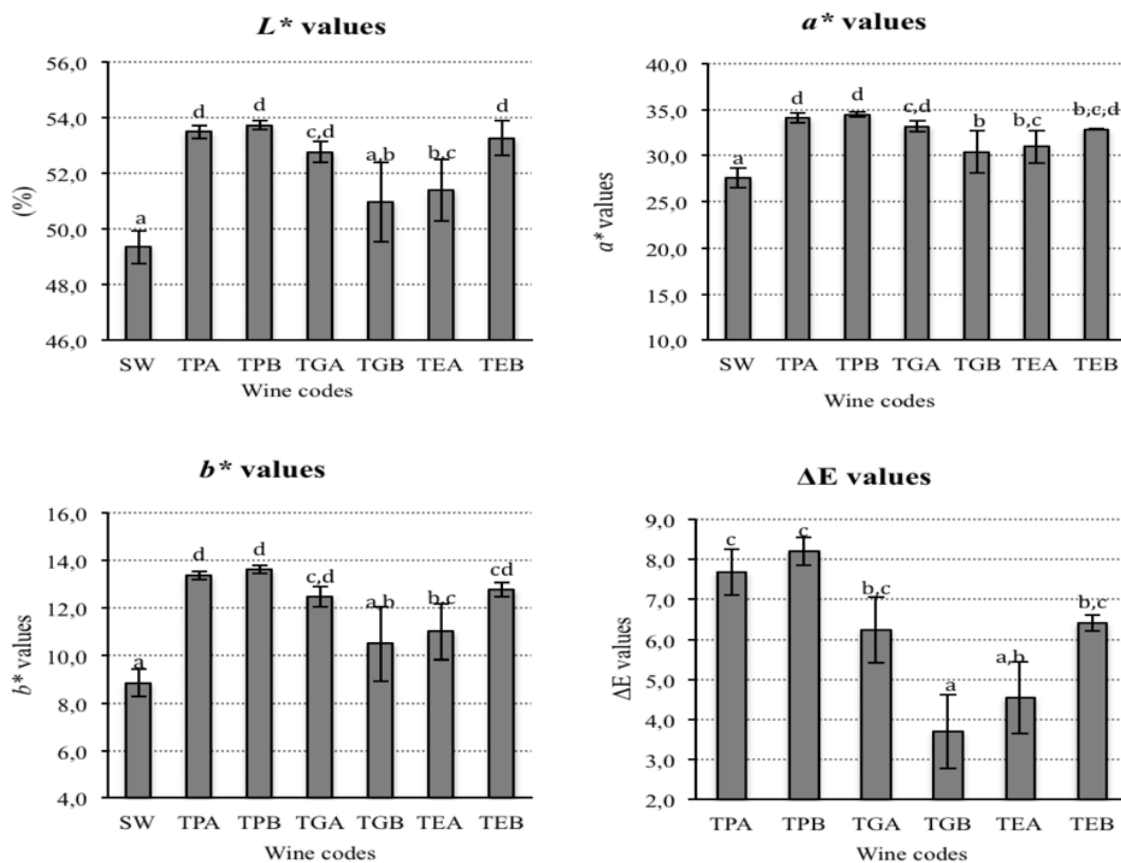 L* values
56,0
54,0
52,0
50,0
48,0
46,0
(%)
a
d
d
c,d
a,b
b,c
d
SW TPA TPB TGA TGB TEA TEB
Wine codes
a* values
40,0
35,0
30,0
25,0
20,0
15,0
10,0
a* values
a
d
d
c,d
b
b,c
b,c,d
SW TPA TPB TGA TGB TEA TEB
Wine codes
b* values
16,0
14,0
12,0
10,0
8,0
6,0
4,0
b* values
a
d
d
c,d
a,b
b,c
cd
SW TPA TPB TGA TGB TEA TEB
Wine codes
ΔE values
9,0
8,0
7,0
6,0
5,0
4,0
3,0
2,0
ΔE values
c
c
b,c
a
a,b
b,c
TPA TPB TGA TGB TEA TEB
Wine codes